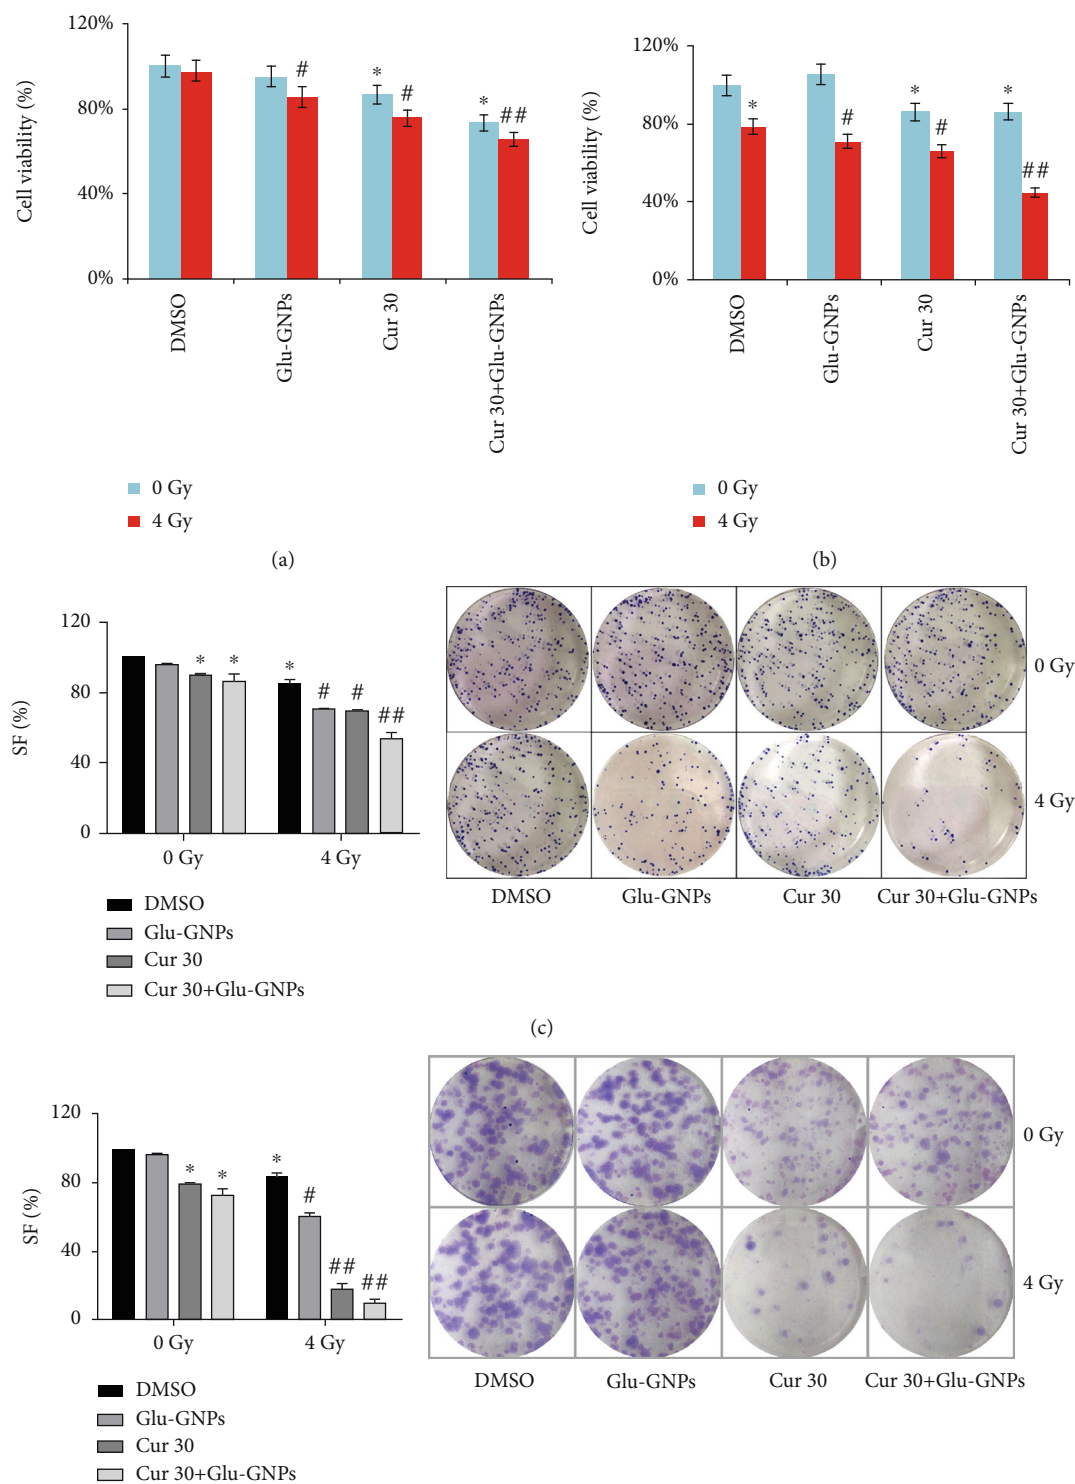 120%
80%
40%
0%
Cell viability (%)
#
*
#
*
##
DMSO
Glu-GNPs
Cur 30
Cur 30+Glu-GNPs
0 Gy
4 Gy
(a)
120%
80%
40%
0%
Cell viability (%)
*
#
*
#
*
##
DMSO
Glu-GNPs
Cur 30
Cur 30+Glu-GNPs
0 Gy
4 Gy
(b)
120
80
40
0
SF (%)
* * * # # ##
0 Gy 4 Gy
DMSO
Glu-GNPs
Cur 30
Cur 30+Glu-GNPs
0 Gy
4 Gy
DMSO Glu-GNPs Cur 30 Cur 30+Glu-GNPs
(c)
120
80
40
0
SF (%)
* * * # ## ##
0 Gy 4 Gy
DMSO
Glu-GNPs
Cur 30
Cur 30+Glu-GNPs
0 Gy
4 Gy
DMSO Glu-GNPs Cur 30 Cur 30+Glu-GNPs